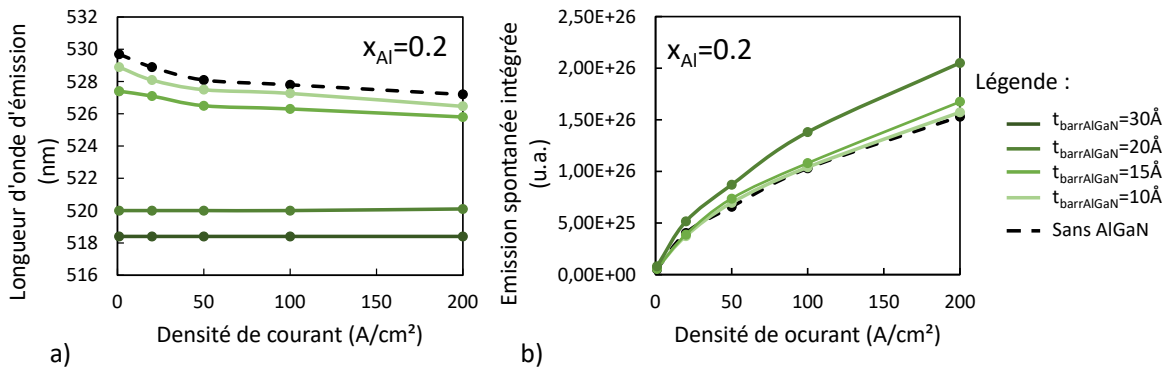 532
530
528
526
524
522
520
518
516
Longueur d'onde d'émission
(nm)
x_Al=0.2
0
50
100
150
200
Densité de courant (A/cm²)
a)
2,50E+26
2,00E+26
1,50E+26
1,00E+26
5,00E+25
0,00E+00
Emission spontanée intégrée
(u.a.)
x_Al=0.2
0
50
100
150
200
Densité de ocurant (A/cm²)
b)
Légende :
t_barrAlGaN=30Å
t_barrAlGaN=20Å
t_barrAlGaN=15Å
t_barrAlGaN=10Å
Sans AlGaN